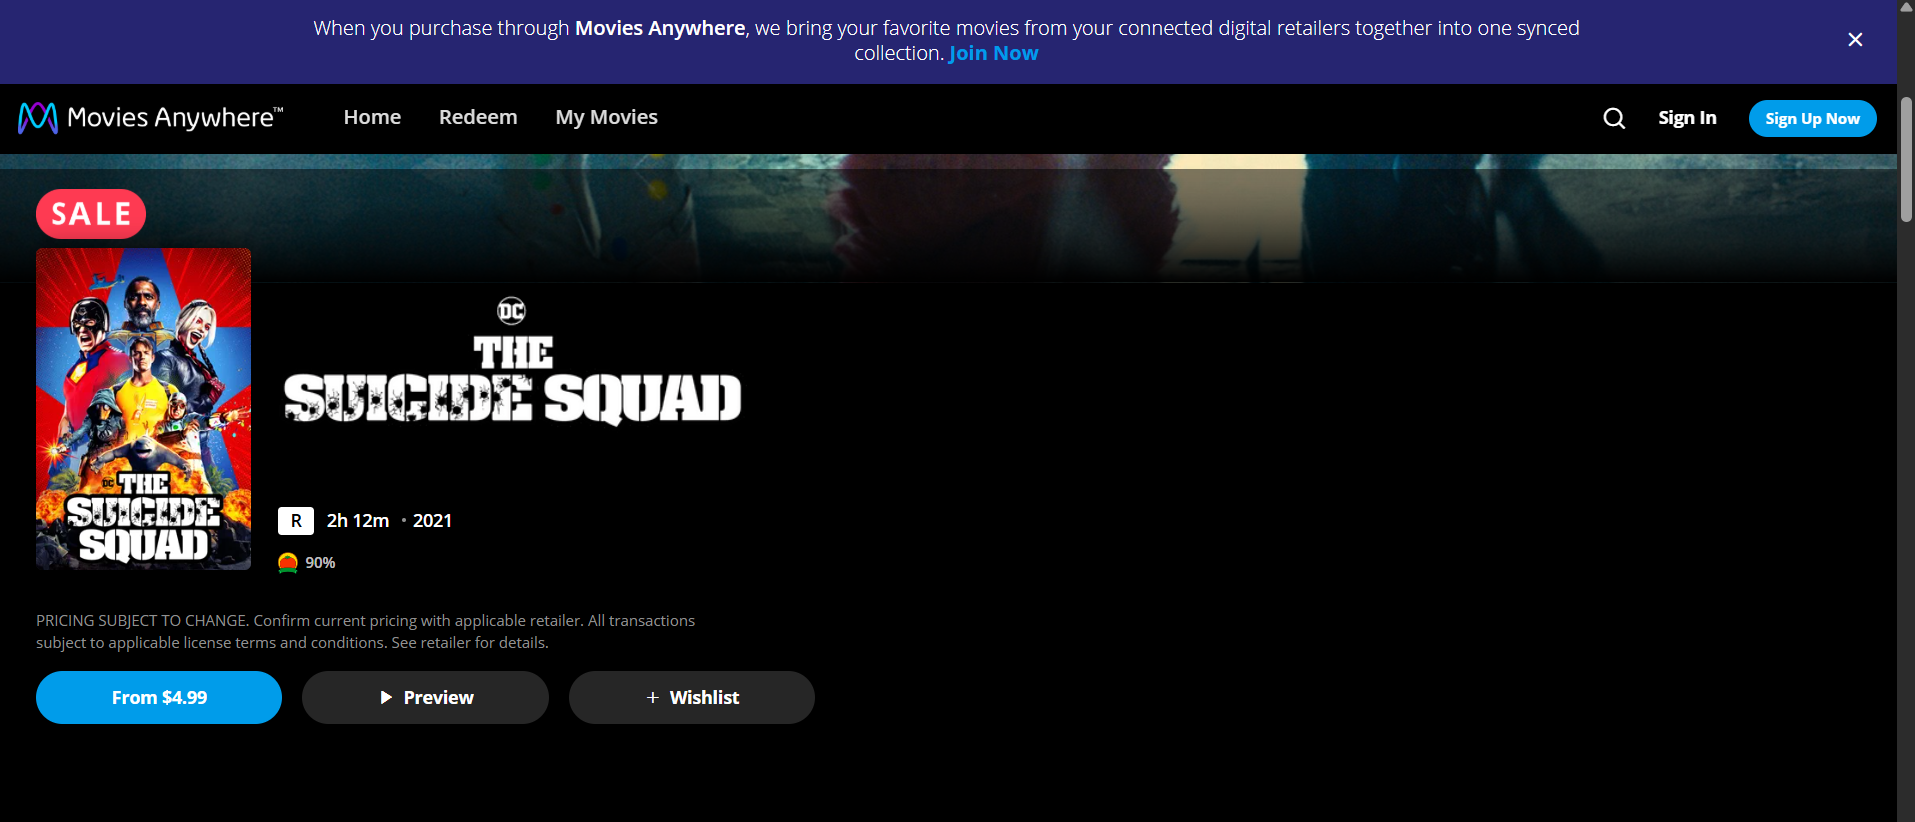 When you purchase through Movies Anywhere, we bring your favorite movies from your connected digital retailers together into one synced
collection. Join Now
Movies Anywhere™
Home
Redeem
My Movies
Sign In
Sign Up Now
SALE
DC
THE
SUICIDE SQUAD
DC THE
SUICIDE
SQUAD
R 2h 12m · 2021
90%
PRICING SUBJECT TO CHANGE. Confirm current pricing with applicable retailer. All transactions
subject to applicable license terms and conditions. See retailer for details.
From $4.99
Preview
+ Wishlist